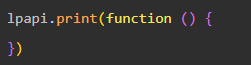 lpapi.print(function () {
})